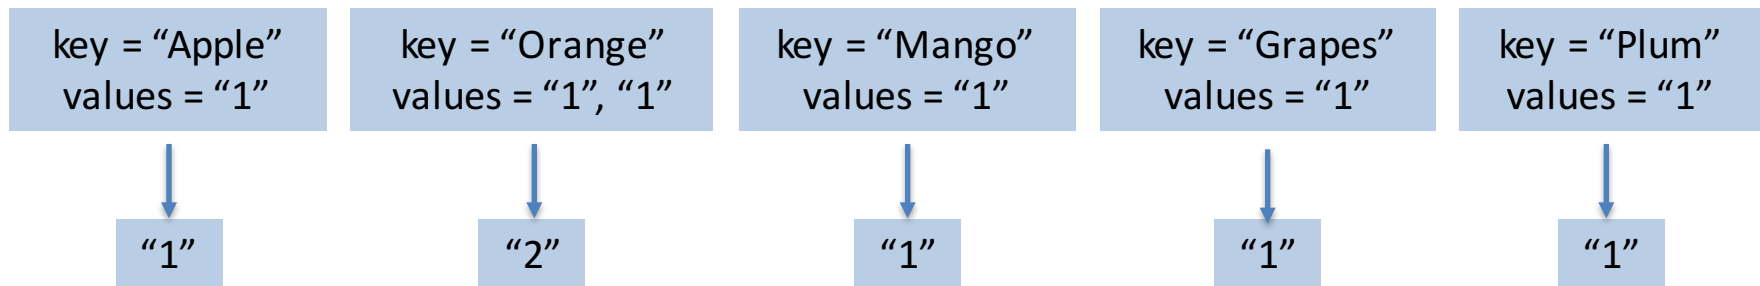 key = “Apple”
values = “1”
key = “Orange”
values = “1”, “1”
key = “Mango”
values = “1”
key = “Grapes”
values = “1”
key = “Plum”
values = “1”
“1”
“2”
“1”
“1”
“1”